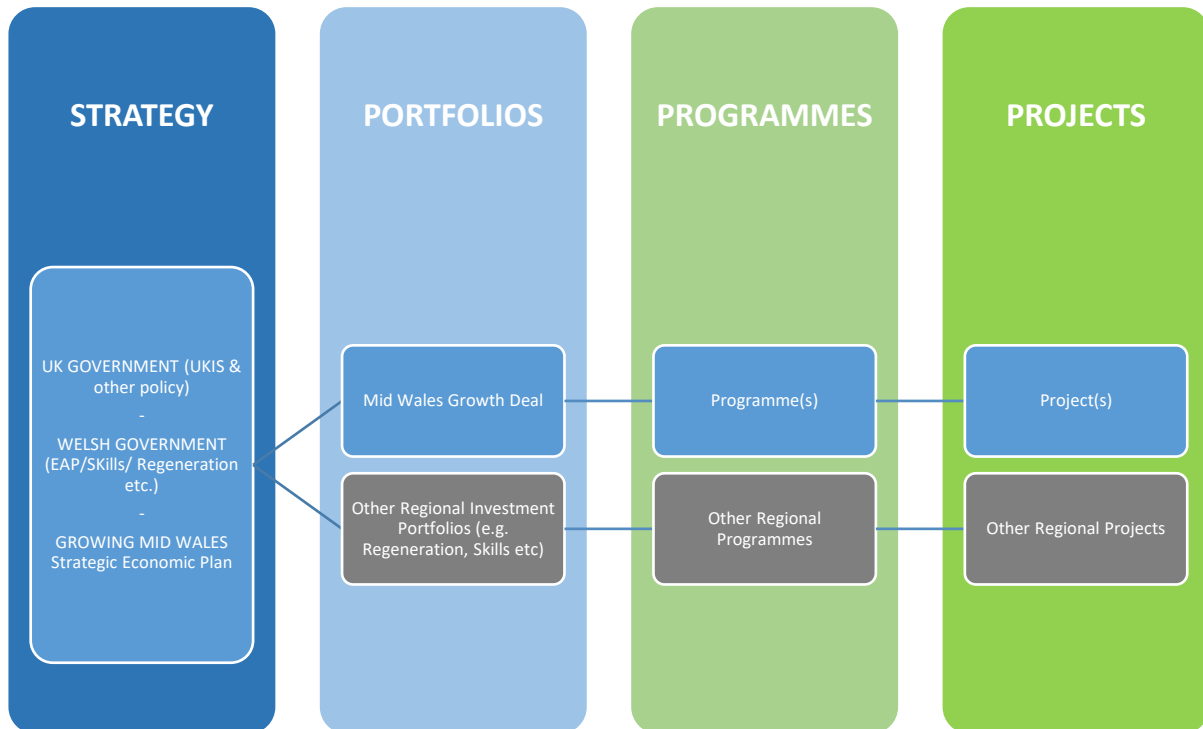 STRATEGY
PORTFOLIOS
PROGRAMMES
PROJECTS
UK GOVERNMENT (UKIS &
other policy)
-
WELSH GOVERNMENT
(EAP/SKills/ Regeneration
etc.)
-
GROWING MID WALES
Strategic Economic Plan
Mid Wales Growth Deal
Programme(s)
Project(s)
Other Regional Investment
Portfolios (e.g.
Regeneration, Skills etc)
Other Regional
Programmes
Other Regional Projects